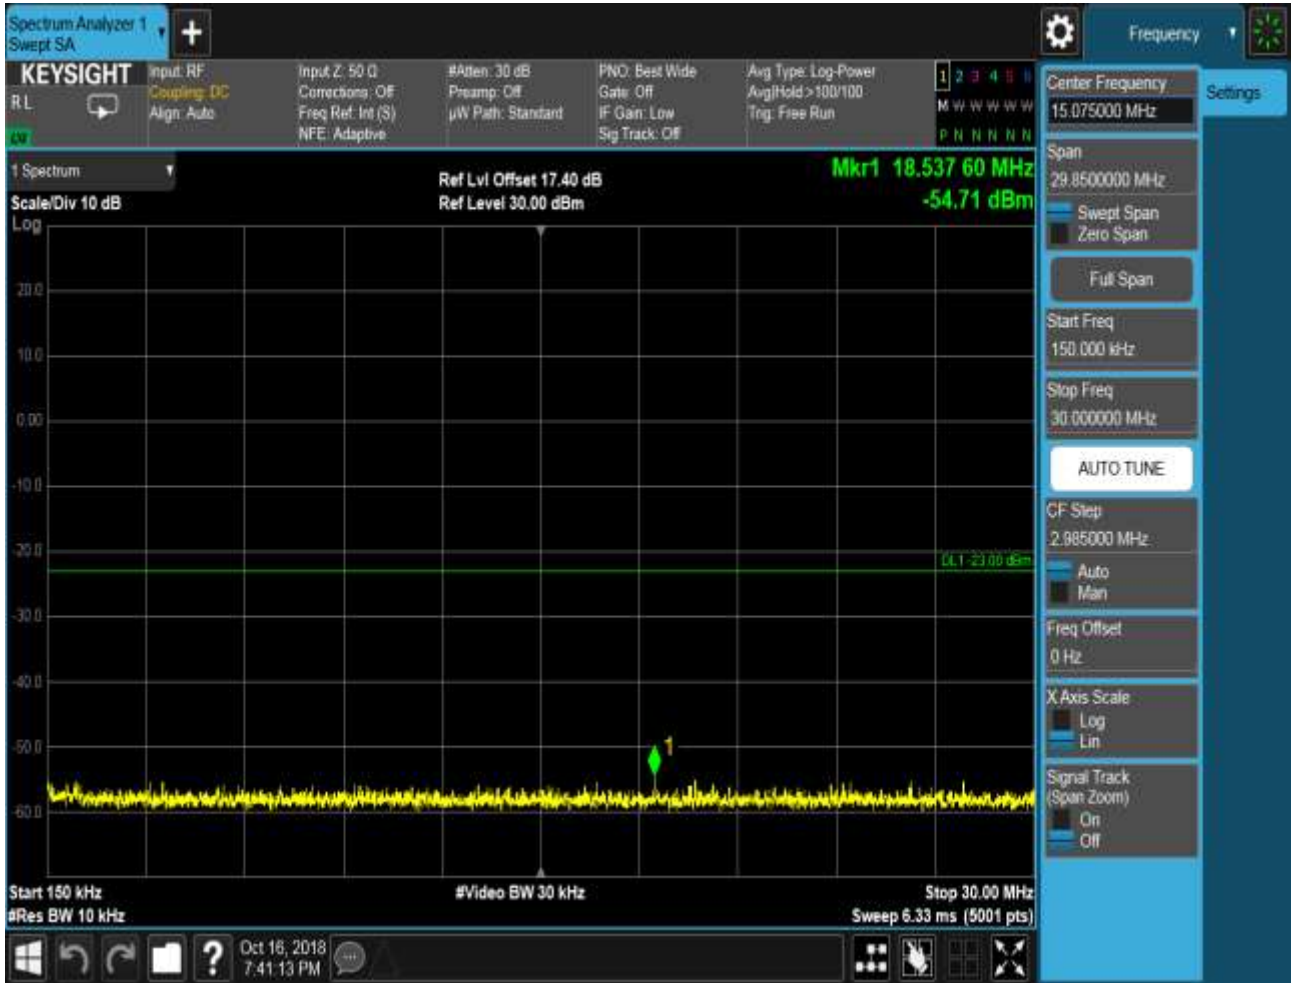 Spectrum Analyzer 1
Swept SA
Frequency
KEYSIGHT
R L
Input: RF
Coupling: DC
Align: Auto
Input Z: 50 Ω
Corrections: Off
Freq Ref: Int (S)
NFE: Adaptive
#Atten: 30 dB
Preamp: Off
µW Path: Standard
PNO: Best Wide
Gate: Off
IF Gain: Low
Sig Track: Off
Avg Type: Log-Power
Avg|Hold:>100/100
Trig: Free Run
1 2 3 4 5 6
M W W W W W
P N N N N N
1 Spectrum
Scale/Div 10 dB
Log
Ref Lvl Offset 17.40 dB
Ref Level 30.00 dBm
Mkr1 18.537 60 MHz
-54.71 dBm
20.0
10.0
0.00
-10.0
-20.0
DL1 -23.00 dBm
-30.0
-40.0
-50.0
1
-60.0
Start 150 kHz
#Res BW 10 kHz
#Video BW 30 kHz
Stop 30.00 MHz
Sweep 6.33 ms (5001 pts)
Oct 16, 2018
7:41:13 PM
Center Frequency
15.075000 MHz
Settings
Span
29.8500000 MHz
Swept Span
Zero Span
Full Span
Start Freq
150.000 kHz
Stop Freq
30.000000 MHz
AUTO TUNE
CF Step
2.985000 MHz
Auto
Man
Freq Offset
0 Hz
X Axis Scale
Log
Lin
Signal Track
(Span Zoom)
On
Off